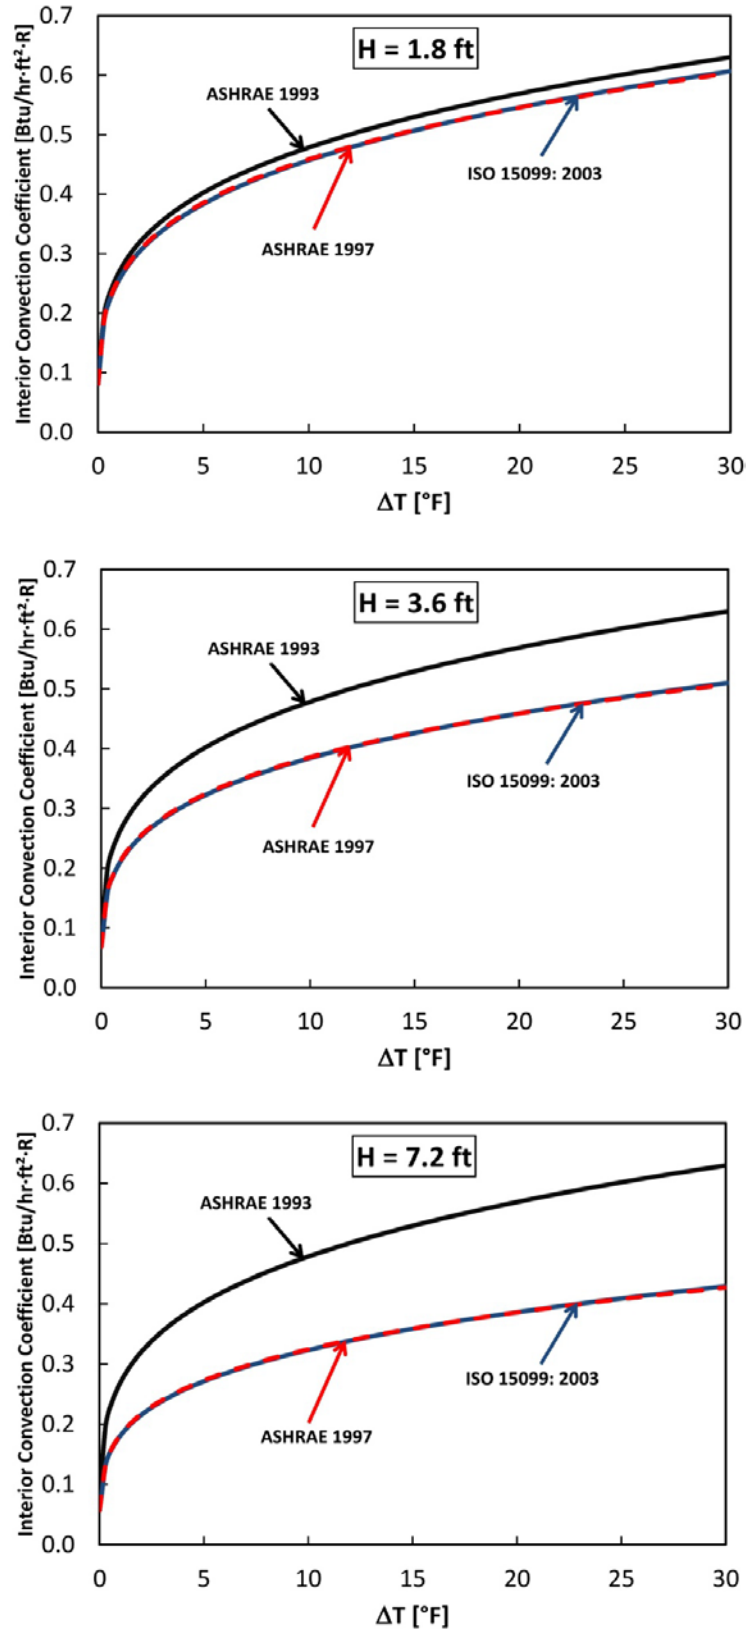 Interior Convection Coefficient [Btu/hr·ft²·R]
0.7
0.6
0.5
0.4
0.3
0.2
0.1
0.0
H = 1.8 ft
ASHRAE 1993
ISO 15099: 2003
ASHRAE 1997
0 5 10 15 20 25 30
ΔT [°F]
Interior Convection Coefficient [Btu/hr·ft²·R]
0.7
0.6
0.5
0.4
0.3
0.2
0.1
0.0
H = 3.6 ft
ASHRAE 1993
ISO 15099: 2003
ASHRAE 1997
0 5 10 15 20 25 30
ΔT [°F]
Interior Convection Coefficient [Btu/hr·ft²·R]
0.7
0.6
0.5
0.4
0.3
0.2
0.1
0.0
H = 7.2 ft
ASHRAE 1993
ISO 15099: 2003
ASHRAE 1997
0 5 10 15 20 25 30
ΔT [°F]